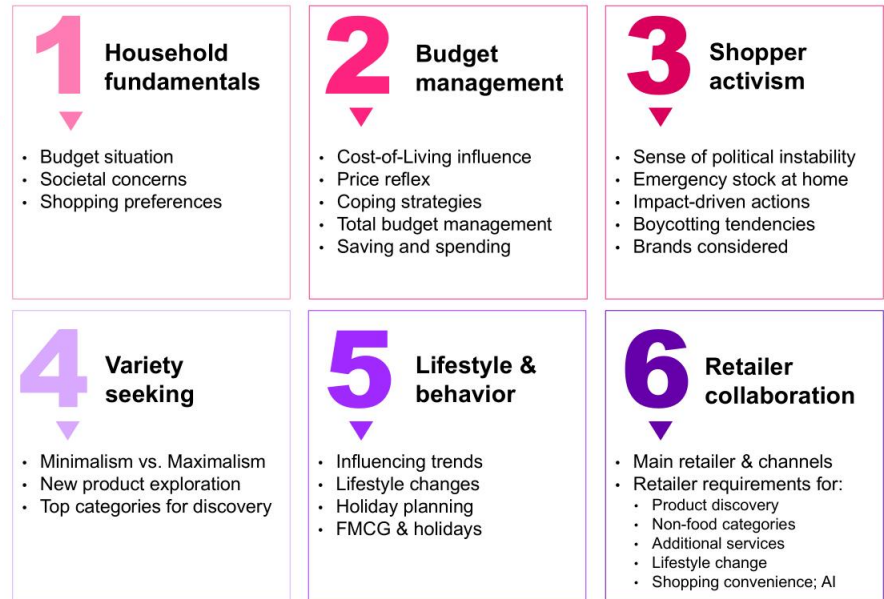 1
Household
fundamentals
• Budget situation
• Societal concerns
• Shopping preferences
2
Budget
management
• Cost-of-Living influence
• Price reflex
• Coping strategies
• Total budget management
• Saving and spending
3
Shopper
activism
• Sense of political instability
• Emergency stock at home
• Impact-driven actions
• Boycotting tendencies
• Brands considered
4
Variety
seeking
• Minimalism vs. Maximalism
• New product exploration
• Top categories for discovery
5
Lifestyle &
behavior
• Influencing trends
• Lifestyle changes
• Holiday planning
• FMCG & holidays
6
Retailer
collaboration
• Main retailer & channels
• Retailer requirements for:
• Product discovery
• Non-food categories
• Additional services
• Lifestyle change
• Shopping convenience; AI